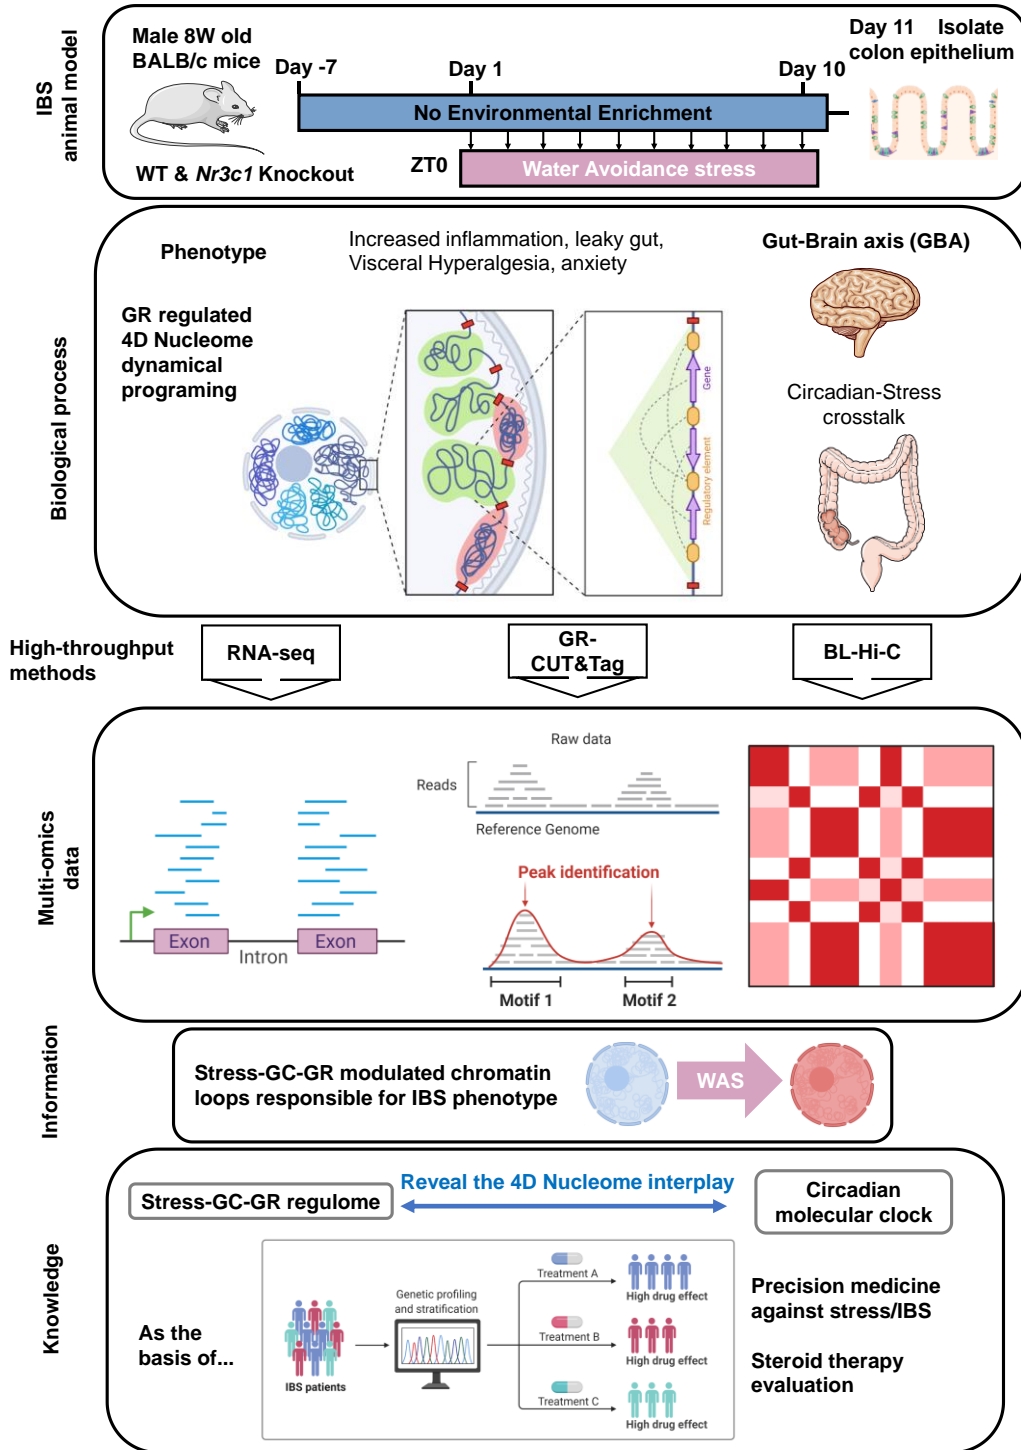 IBS
animal model
Male 8W old
BALB/c mice
WT & Nr3c1 Knockout
Day -7
Day 1
Day 10
No Environmental Enrichment
ZT0
Water Avoidance stress
Day 11 Isolate
colon epithelium
Biological process
Phenotype
Increased inflammation, leaky gut,
Visceral Hyperalgesia, anxiety
Gut-Brain axis (GBA)
GR regulated
4D Nucleome
dynamical
programing
Gene
Regulatory element
Circadian-Stress
crosstalk
High-throughput
methods
RNA-seq
GR-
CUT&Tag
BL-Hi-C
Multi-omics
data
Exon
Intron
Exon
Raw data
Reads
Reference Genome
Peak identification
Motif 1
Motif 2
Information
Stress-GC-GR modulated chromatin
loops responsible for IBS phenotype
WAS
Knowledge
Stress-GC-GR regulome
Reveal the 4D Nucleome interplay
Circadian
molecular clock
As the
basis of...
IBS patients
Genetic profiling
and stratification
Treatment A
High drug effect
Treatment B
High drug effect
Treatment C
High drug effect
Precision medicine
against stress/IBS
Steroid therapy
evaluation